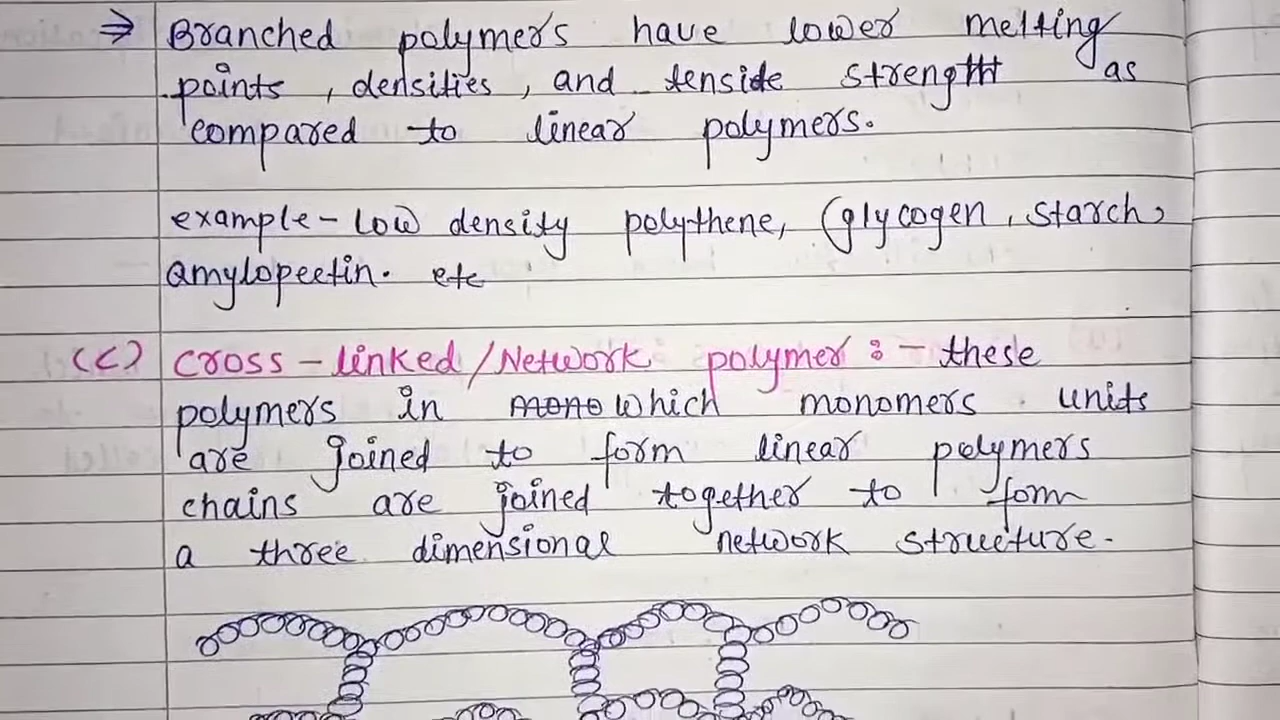 ⇒ Branched polymers have lower melting
points, densities, and tensile strength as
compared to linear polymers.
example - low density polythene, (glycogen, starch,
amylopectin. etc
(C) Cross-linked/Network polymer :- these
polymers in mono which monomers units
are joined to form linear polymers
chains are joined together to form
a three dimensional network structure.